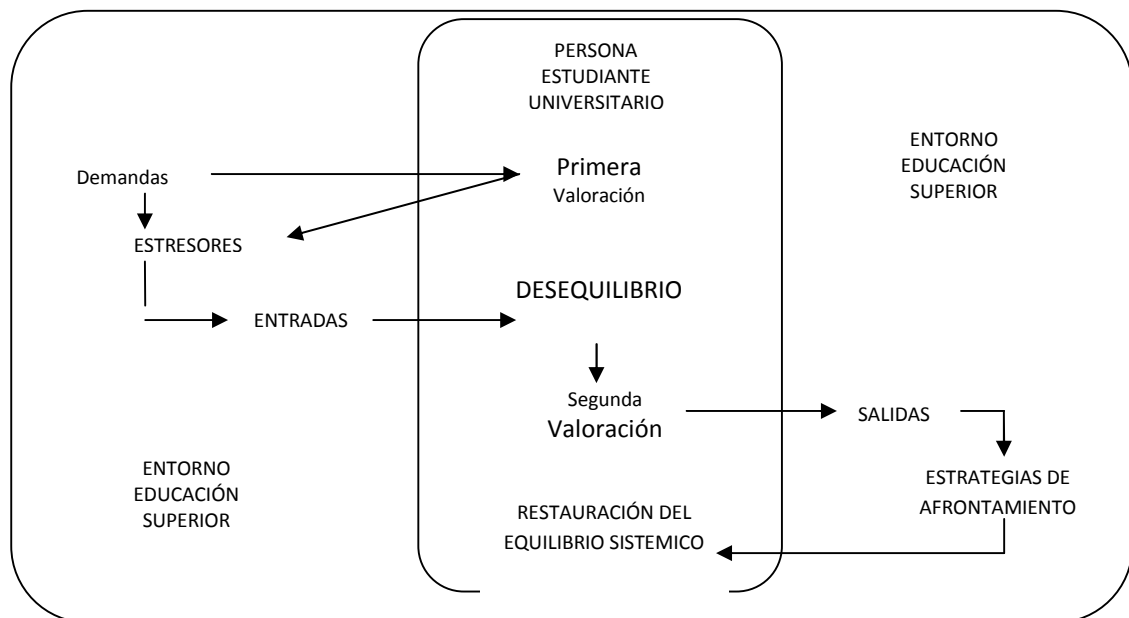 PERSONA
ESTUDIANTE
UNIVERSITARIO
ENTORNO
EDUCACIÓN
SUPERIOR
Demandas
Primera
Valoración
ESTRESORES
DESEQUILIBRIO
ENTRADAS
Segunda
Valoración
SALIDAS
ENTORNO
EDUCACIÓN
SUPERIOR
ESTRATEGIAS DE
AFRONTAMIENTO
RESTAURACIÓN DEL
EQUILIBRIO SISTEMICO